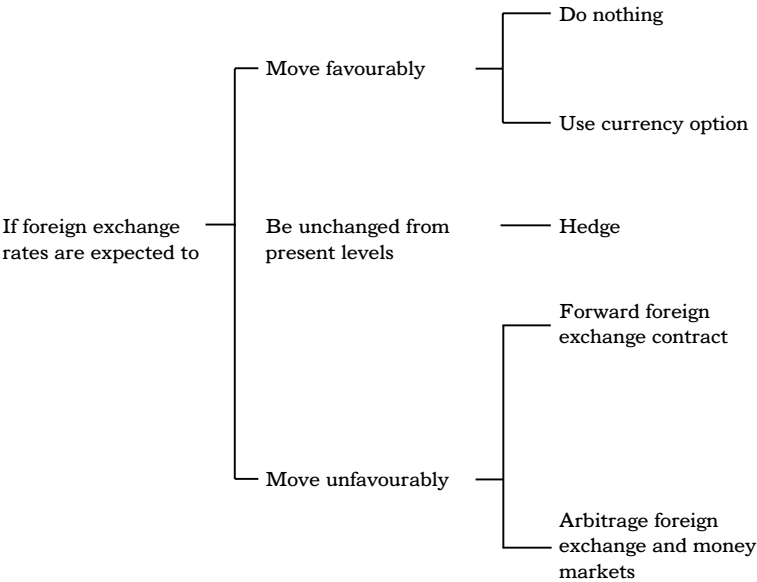 Do nothing
Move favourably
Use currency option
If foreign exchange
rates are expected to
Be unchanged from
present levels
Hedge
Forward foreign
exchange contract
Move unfavourably
Arbitrage foreign
exchange and money
markets